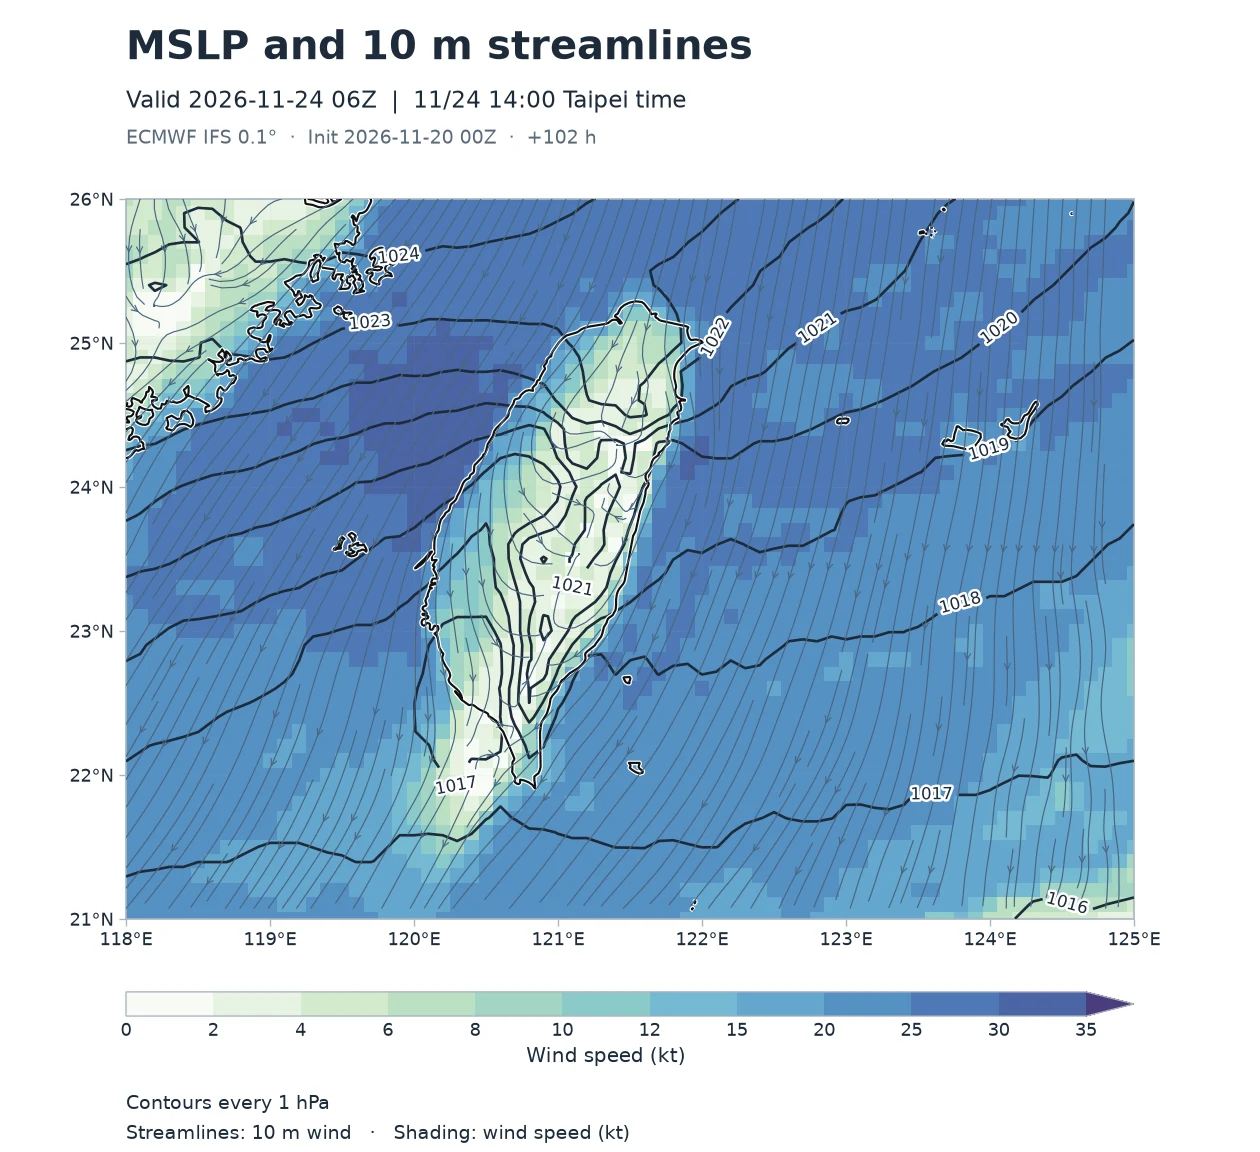 MSLP and 10 m streamlines
Valid 2026-11-24 06Z | 11/24 14:00 Taipei time
ECMWF IFS 0.1° · Init 2026-11-20 00Z · +102 h
26°N
25°N
24°N
23°N
22°N
21°N
1024
1023
1022
1021
1020
1019
1021
1018
1017
1017
1016
118°E 119°E 120°E 121°E 122°E 123°E 124°E 125°E
0 2 4 6 8 10 12 15 20 25 30 35
Wind speed (kt)
Contours every 1 hPa
Streamlines: 10 m wind · Shading: wind speed (kt)